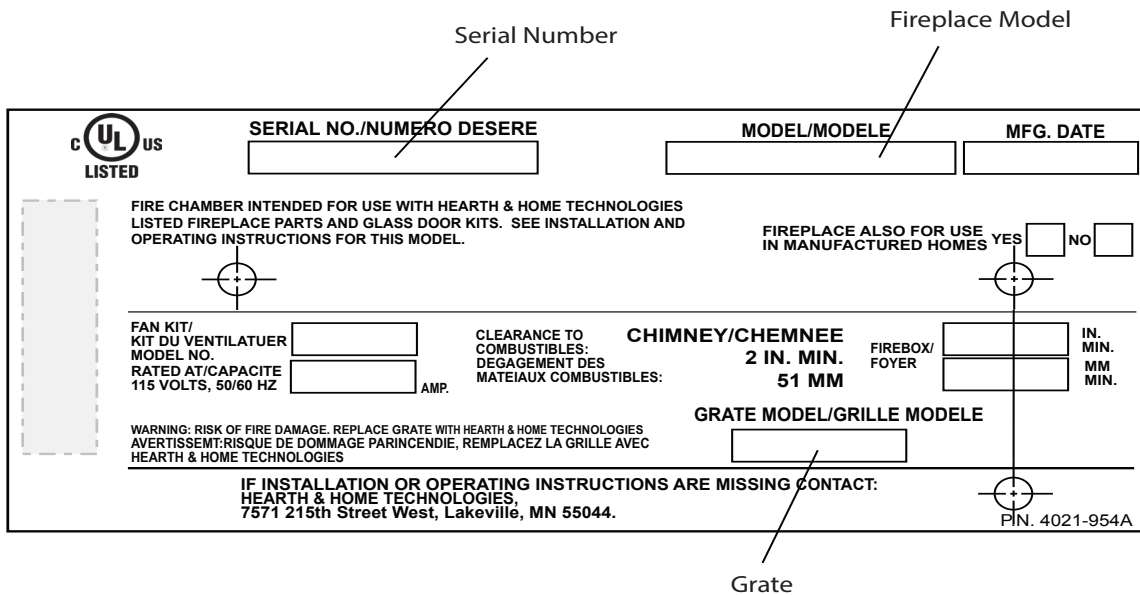 Serial Number
Fireplace Model
C UL US
LISTED
SERIAL NO./NUMERO DESERE
MODEL/MODELE
MFG. DATE
FIRE CHAMBER INTENDED FOR USE WITH HEARTH & HOME TECHNOLOGIES
LISTED FIREPLACE PARTS AND GLASS DOOR KITS. SEE INSTALLATION AND
OPERATING INSTRUCTIONS FOR THIS MODEL.
FIREPLACE ALSO FOR USE
IN MANUFACTURED HOMES YES NO
FAN KIT/
KIT DU VENTILATUER
MODEL NO.
RATED AT/CAPACITE
115 VOLTS, 50/60 HZ
AMP.
CLEARANCE TO
COMBUSTIBLES:
DEGAGEMENT DES
MATEIAUX COMBUSTIBLES:
CHIMNEY/CHEMNEE
2 IN. MIN.
51 MM
FIREBOX/
FOYER
IN.
MIN.
MM
MIN.
GRATE MODEL/GRILLE MODELE
WARNING: RISK OF FIRE DAMAGE. REPLACE GRATE WITH HEARTH & HOME TECHNOLOGIES
AVERTISSEMT:RISQUE DE DOMMAGE PARINCENDIE, REMPLACEZ LA GRILLE AVEC
HEARTH & HOME TECHNOLOGIES
IF INSTALLATION OR OPERATING INSTRUCTIONS ARE MISSING CONTACT:
HEARTH & HOME TECHNOLOGIES,
7571 215th Street West, Lakeville, MN 55044.
P.N. 4021-954A
Grate